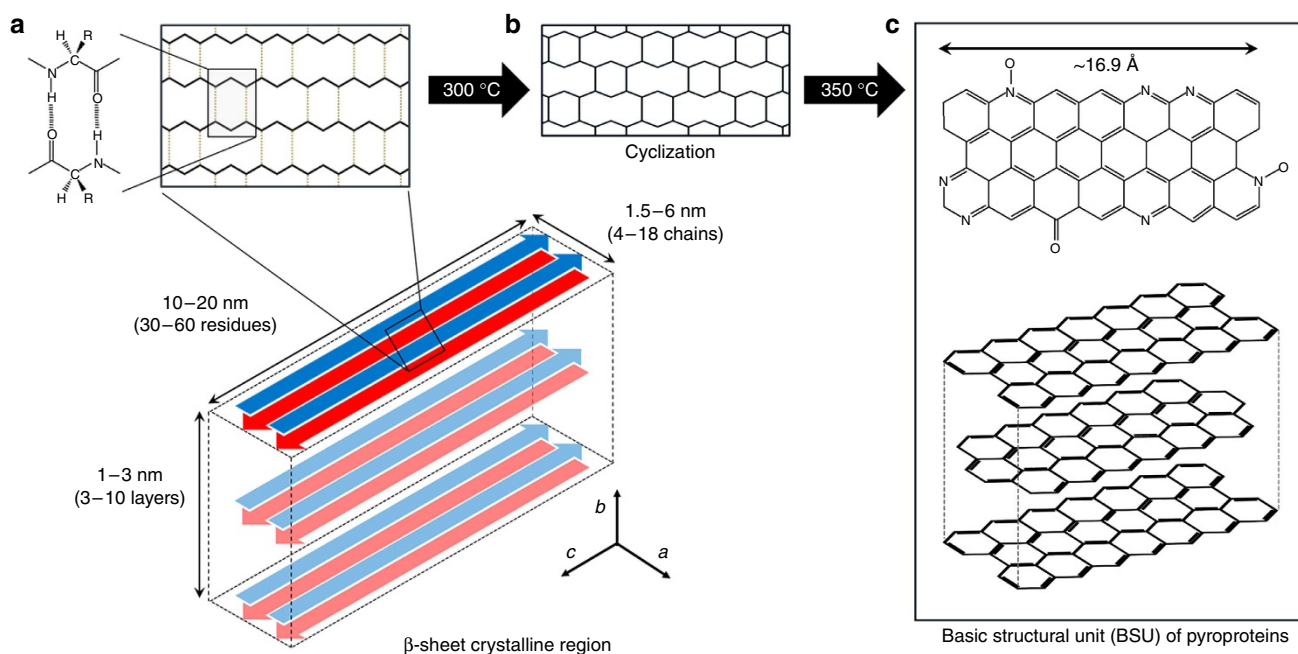 a
H
R
C
N
H
O
O
H
C
N
H
R
300 °C
b
Cyclization
350 °C
c
~16.9 Å
O
N
N
N
N
O
N
N
N
O
1.5–6 nm
(4–18 chains)
10–20 nm
(30–60 residues)
1–3 nm
(3–10 layers)
b
c
a
β-sheet crystalline region
Basic structural unit (BSU) of pyroproteins